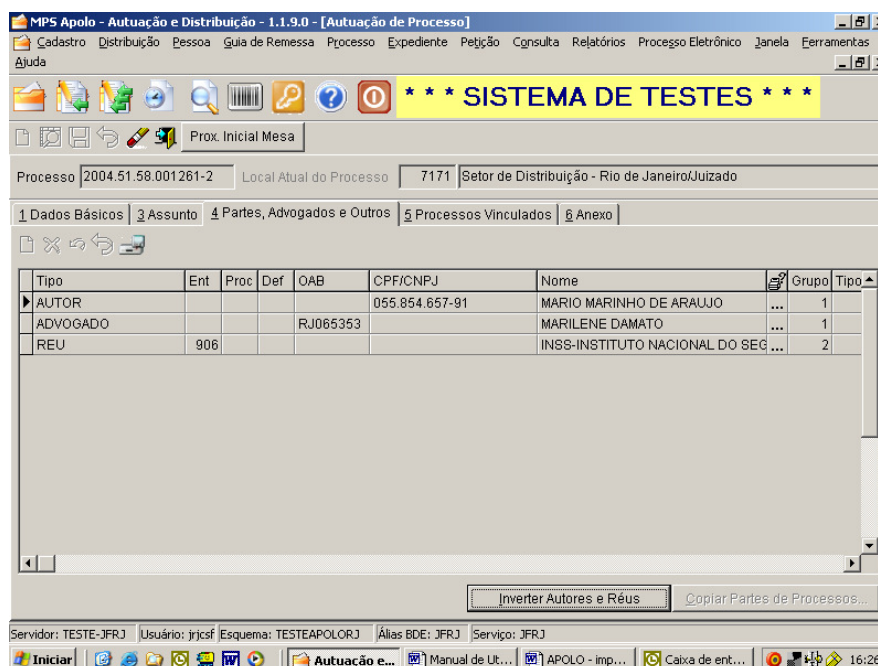 MPS Apolo - Autuação e Distribuição - 1.1.9.0 - [Autuação de Processo]
Cadastro Distribuição Pessoa Guia de Remessa Processo Expediente Petição Consulta Relatórios Processo Eletrônico Janela Ferramentas
Ajuda
* * * SISTEMA DE TESTES * * *
Prox. Inicial Mesa
Processo 2004.51.58.001261-2 Local Atual do Processo 7171 Setor de Distribuição - Rio de Janeiro/Juizado
1 Dados Básicos 3 Assunto 4 Partes, Advogados e Outros 5 Processos Vinculados 6 Anexo
Tipo Ent Proc Def OAB CPF/CNPJ Nome Grupo Tipo
AUTOR 055.854.657-91 MARIO MARINHO DE ARAUJO ... 1
ADVOGADO RJ065353 MARILENE DAMATO ... 1
REU 906 INSS-INSTITUTO NACIONAL DO SEG ... 2
Inverter Autores e Réus Copiar Partes de Processos...
Servidor: TESTE-JFRJ Usuário: jrjcsf Esquema: TESTEAPOLORJ Álias BDE: JFRJ Serviço: JFRJ
Iniciar Autuação e... Manual de Ut... APOLO - imp... Caixa de ent... 16:26